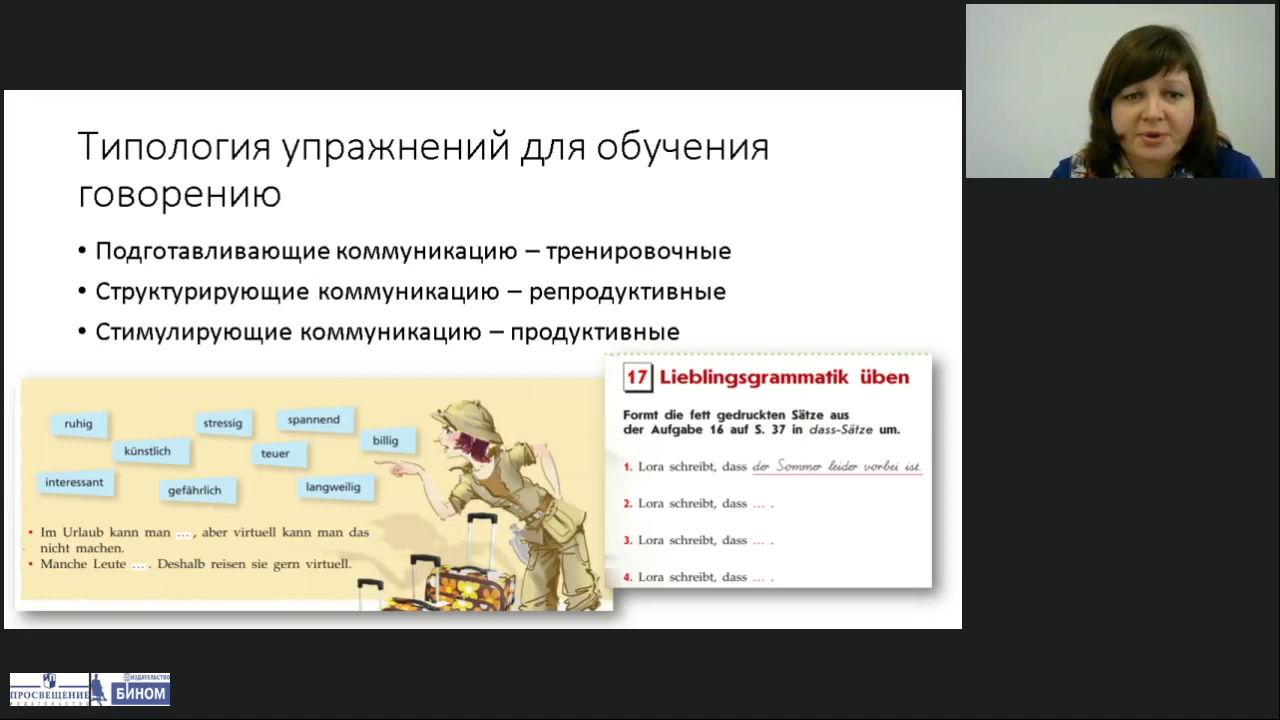 Типология упражнений для обучения
говорению
• Подготавливающие коммуникацию – тренировочные
• Структурирующие коммуникацию – репродуктивные
• Стимулирующие коммуникацию – продуктивные
ruhig
stressig
spannend
künstlich
teuer
billig
interessant
gefährlich
langweilig
• Im Urlaub kann man ... , aber virtuell kann man das
nicht machen.
• Manche Leute ... . Deshalb reisen sie gern virtuell.
17 Lieblingsgrammatik üben
Formt die fett gedruckten Sätze aus
der Aufgabe 16 auf S. 37 in dass-Sätze um.
1. Lora schreibt, dass der Sommer leider vorbei ist.
2. Lora schreibt, dass ... .
3. Lora schreibt, dass ... .
4. Lora schreibt, dass ... .
ПРОСВЕЩЕНИЕ
ИЗДАТЕЛЬСТВО
ИЗДАТЕЛЬСТВО
БИНОМ